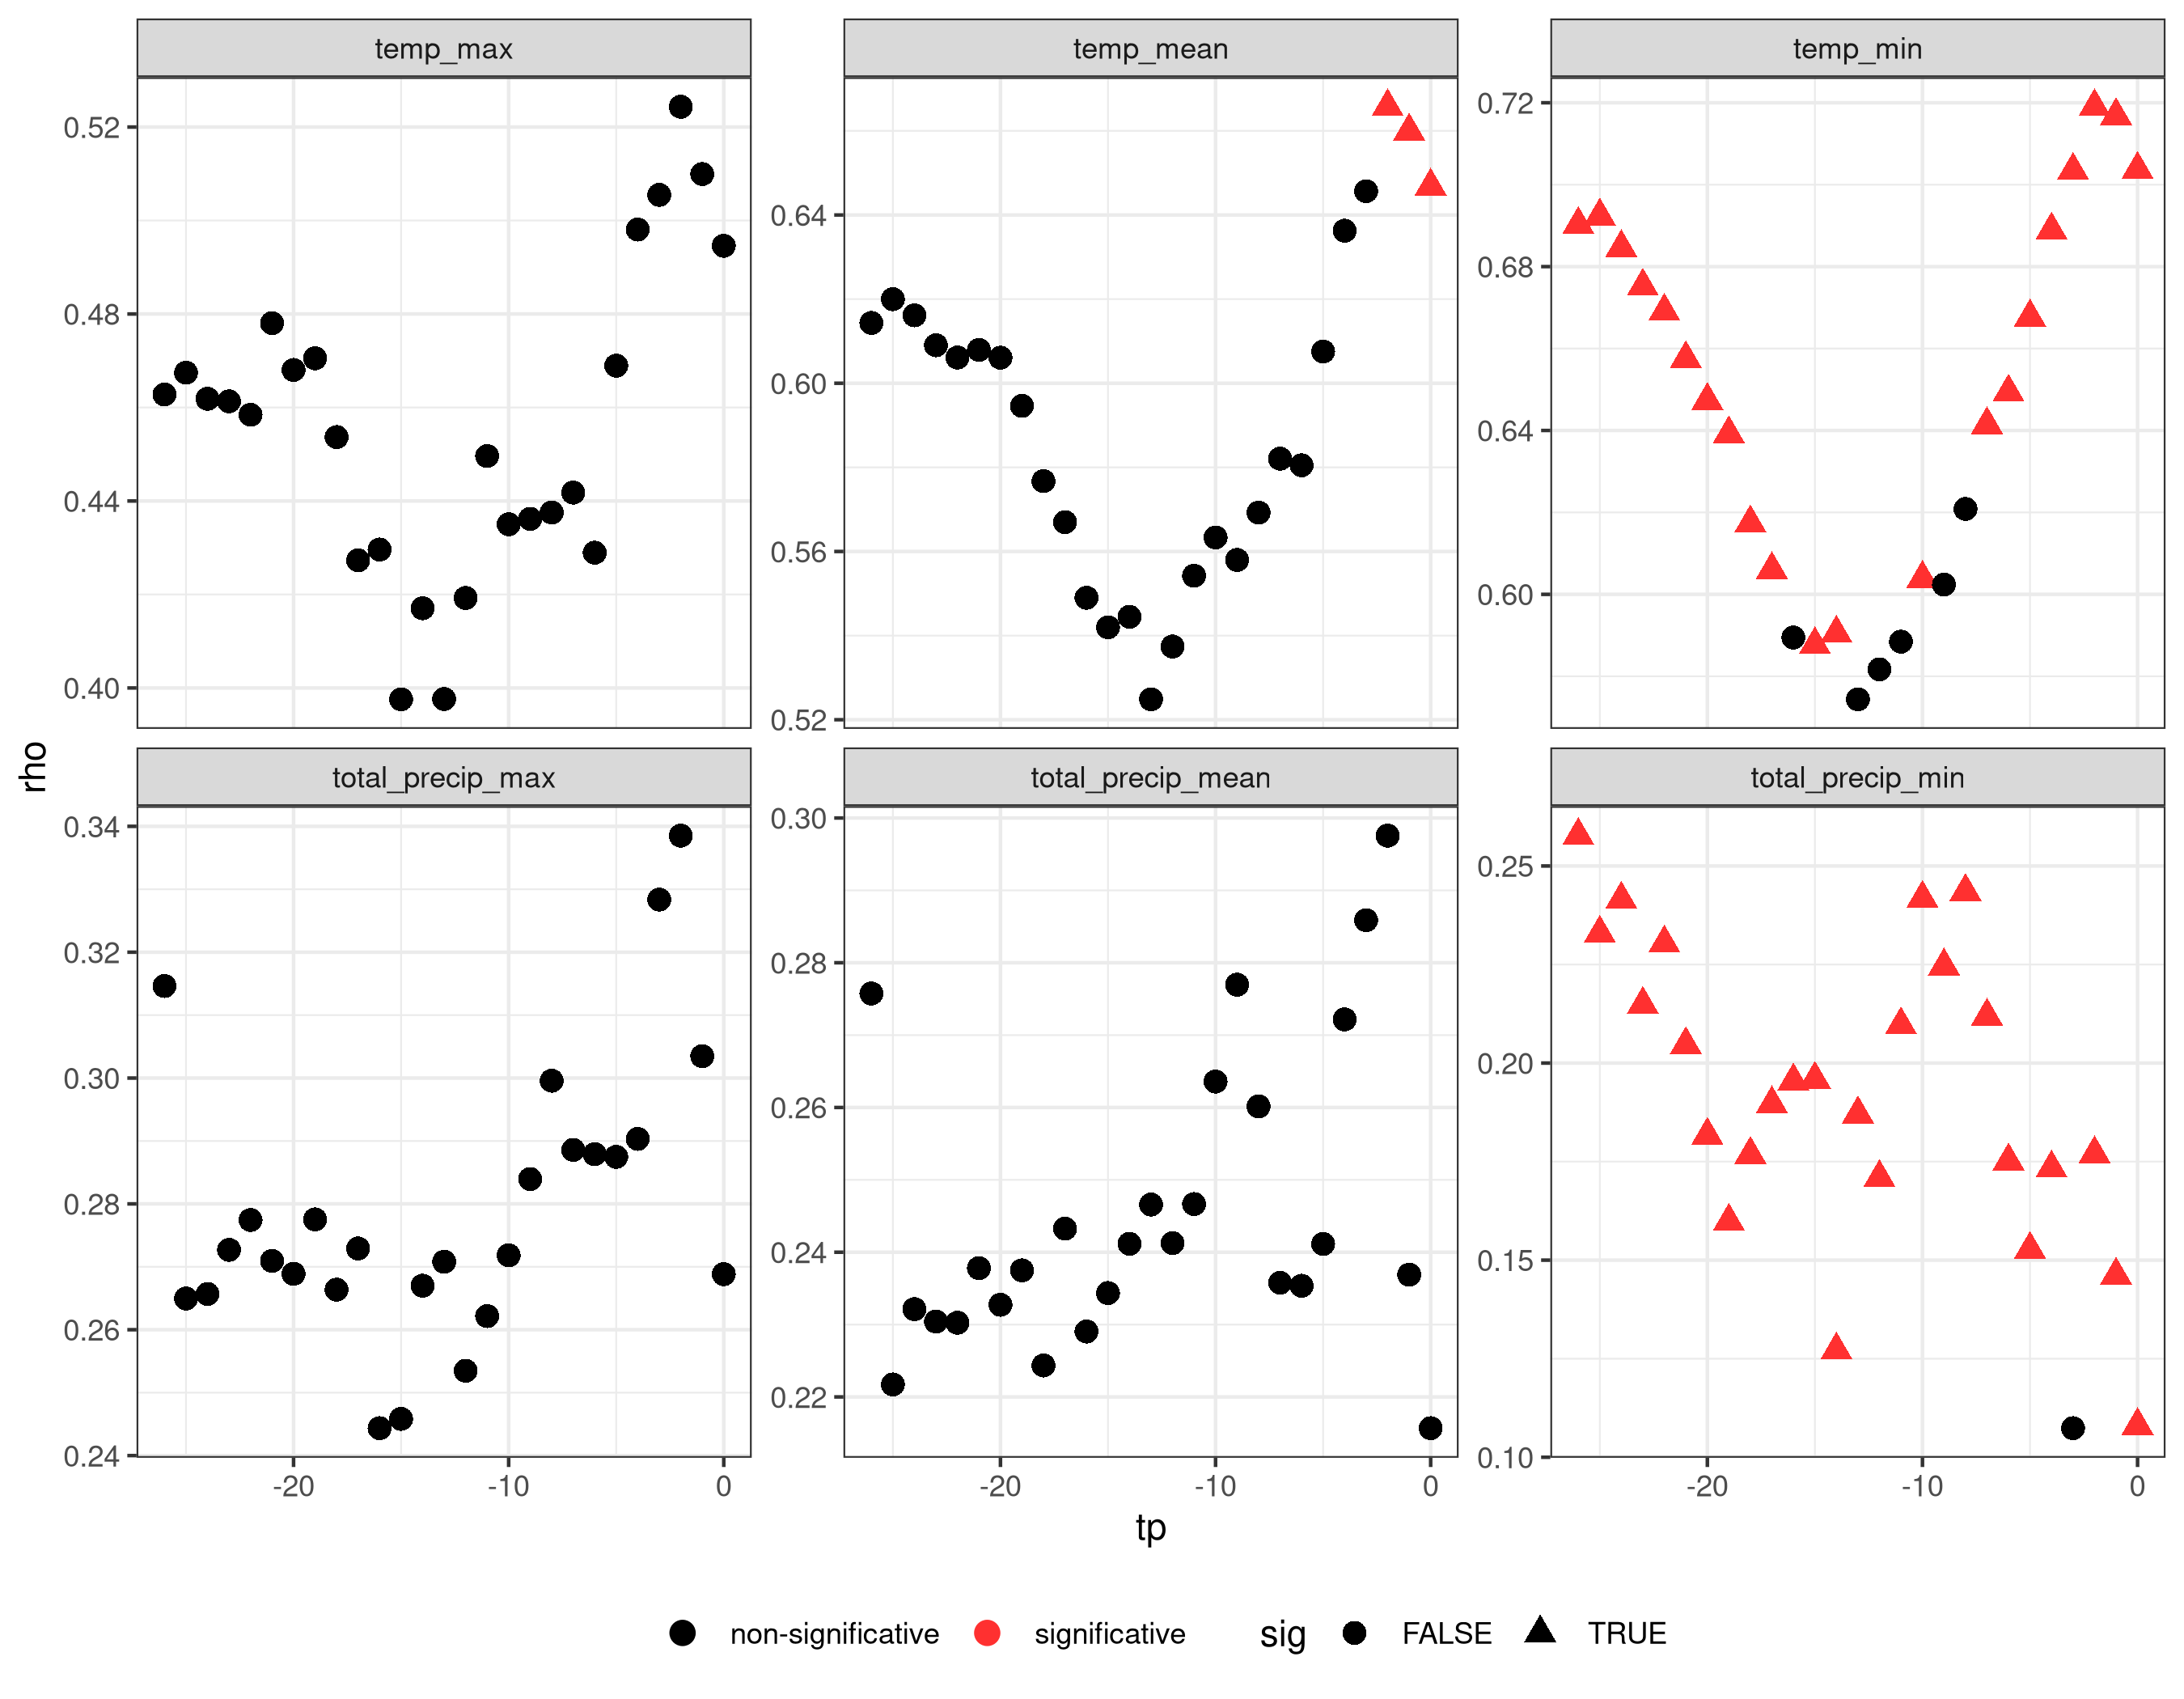 temp_max
temp_mean
temp_min
0.52
0.48
0.44
0.40
0.64
0.60
0.56
0.52
0.72
0.68
0.64
0.60
rho
total_precip_max
total_precip_mean
total_precip_min
0.34
0.32
0.30
0.28
0.26
0.24
0.30
0.28
0.26
0.24
0.22
0.25
0.20
0.15
0.10
-20 -10 0
-20 -10 0
-20 -10 0
tp
non-significative significative sig FALSE TRUE